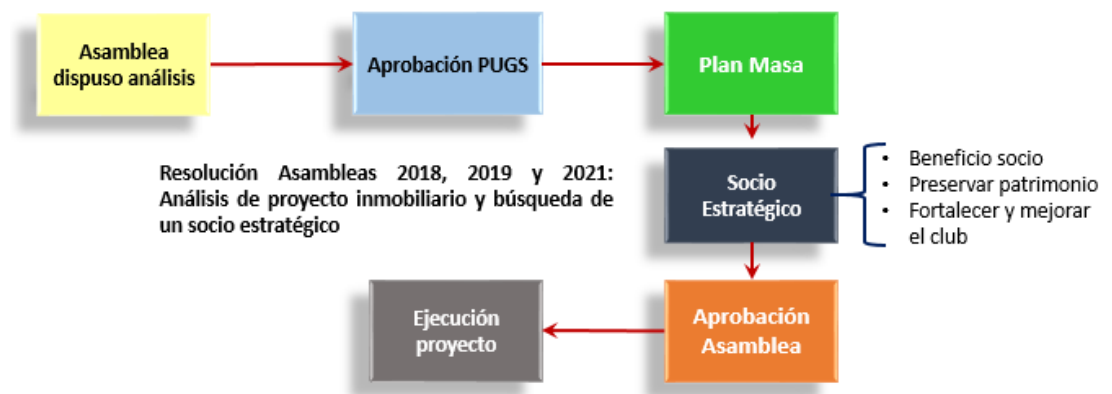 Asamblea
dispuso análisis
Aprobación PUGS
Plan Masa
Resolución Asambleas 2018, 2019 y 2021:
Análisis de proyecto inmobiliario y búsqueda de
un socio estratégico
Socio
Estratégico
• Beneficio socio
• Preservar patrimonio
• Fortalecer y mejorar
el club
Ejecución
proyecto
Aprobación
Asamblea